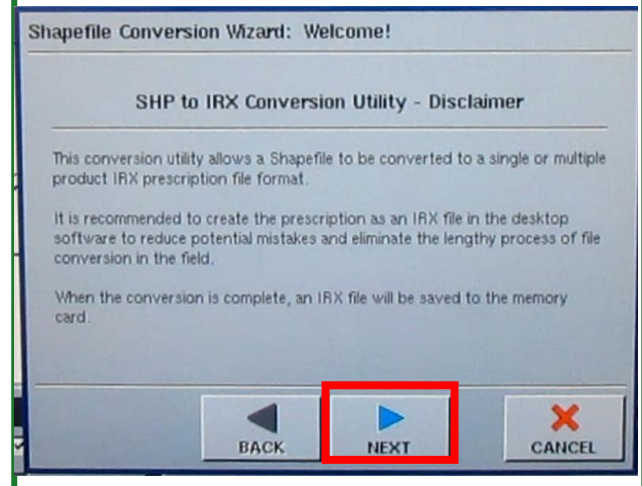 Shapefile Conversion Wizard: Welcome!
SHP to IRX Conversion Utility - Disclaimer
This conversion utility allows a Shapefile to be converted to a single or multiple
product IRX prescription file format.
It is recommended to create the prescription as an IRX file in the desktop
software to reduce potential mistakes and eliminate the lengthy process of file
conversion in the field.
When the conversion is complete, an IRX file will be saved to the memory
card.
BACK NEXT CANCEL